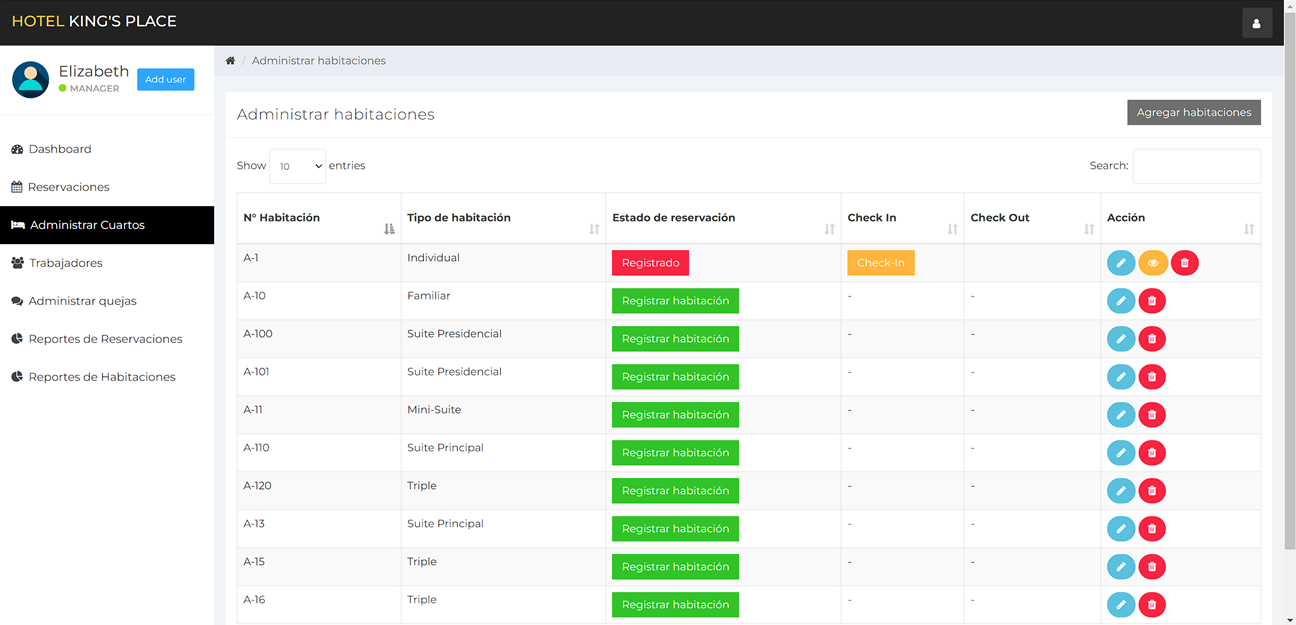 HOTEL KING'S PLACE
Elizabeth
MANAGER
Add user
Dashboard
Reservaciones
Administrar Cuartos
Trabajadores
Administrar quejas
Reportes de Reservaciones
Reportes de Habitaciones
/ Administrar habitaciones
Administrar habitaciones
Agregar habitaciones
Show 10 entries
Search:
N° Habitación Tipo de habitación Estado de reservación Check In Check Out Acción
A-1 Individual Registrado Check-In
A-10 Familiar Registrar habitación - -
A-100 Suite Presidencial Registrar habitación - -
A-101 Suite Presidencial Registrar habitación - -
A-11 Mini-Suite Registrar habitación - -
A-110 Suite Principal Registrar habitación - -
A-120 Triple Registrar habitación - -
A-13 Suite Principal Registrar habitación - -
A-15 Triple Registrar habitación - -
A-16 Triple Registrar habitación - -